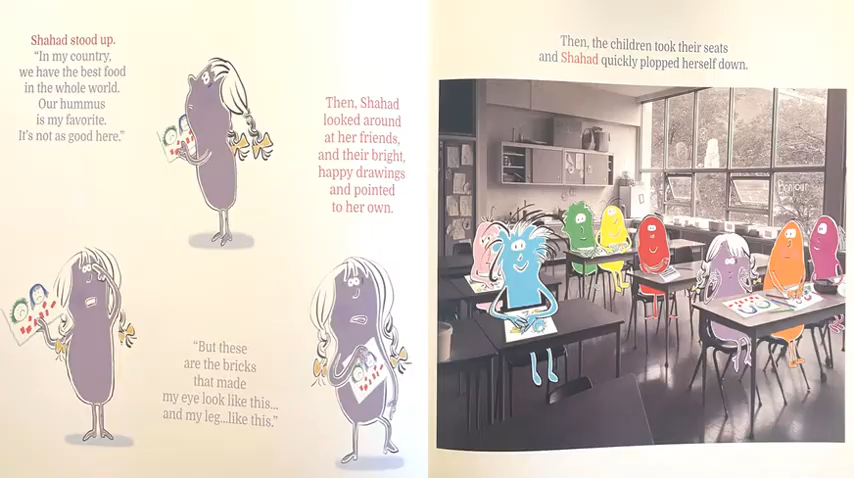 Shahad stood up.
“In my country,
we have the best food
in the whole world.
Our hummus
is my favorite.
It's not as good here.”
Then, Shahad
looked around
at her friends,
and their bright,
happy drawings
and pointed
to her own.
“But these
are the bricks
that made
my eye look like this...
and my leg...like this.”
Then, the children took their seats
and Shahad quickly plopped herself down.
Bonjour